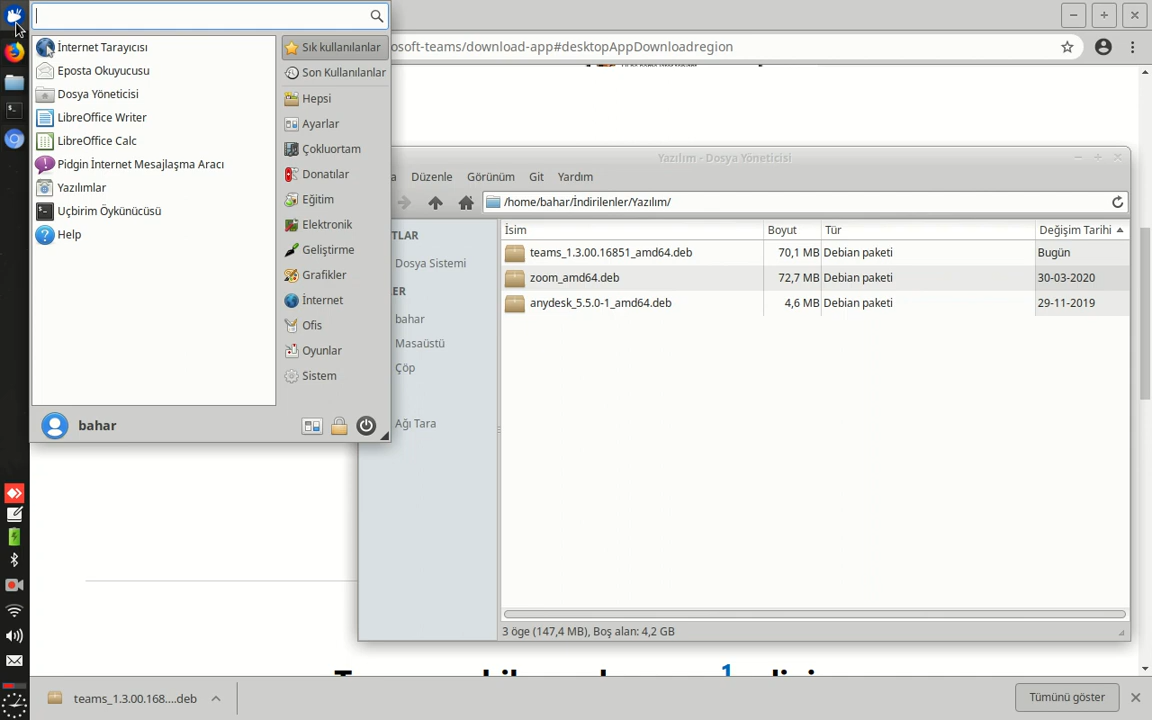 İnternet Tarayıcısı
Eposta Okuyucusu
Dosya Yöneticisi
LibreOffice Writer
LibreOffice Calc
Pidgin İnternet Mesajlaşma Aracı
Yazılımlar
Uçbirim Öykünücüsü
Help
Sık kullanılanlar
Son Kullanılanlar
Hepsi
Ayarlar
Çokluortam
Donatılar
Eğitim
Elektronik
Geliştirme
Grafikler
İnternet
Ofis
Oyunlar
Sistem
bahar
osoft-teams/download-app#desktopAppDownloadregion
Yazılım - Dosya Yöneticisi
a Düzenle Görünüm Git Yardım
/home/bahar/İndirilenler/Yazılım/
TLAR
Dosya Sistemi
ER
bahar
Masaüstü
Çöp
Ağı Tara
İsim Boyut Tür Değişim Tarihi
teams_1.3.00.16851_amd64.deb 70,1 MB Debian paketi Bugün
zoom_amd64.deb 72,7 MB Debian paketi 30-03-2020
anydesk_5.5.0-1_amd64.deb 4,6 MB Debian paketi 29-11-2019
3 öge (147,4 MB), Boş alan: 4,2 GB
teams_1.3.00.168....deb
Tümünü göster